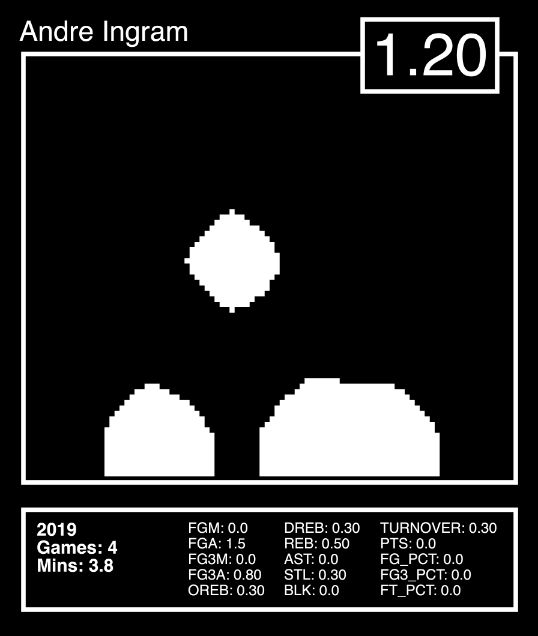 Andre Ingram
1.20
2019
Games: 4
Mins: 3.8
FGM: 0.0
FGA: 1.5
FG3M: 0.0
FG3A: 0.80
OREB: 0.30
DREB: 0.30
REB: 0.50
AST: 0.0
STL: 0.30
BLK: 0.0
TURNOVER: 0.30
PTS: 0.0
FG_PCT: 0.0
FG3_PCT: 0.0
FT_PCT: 0.0